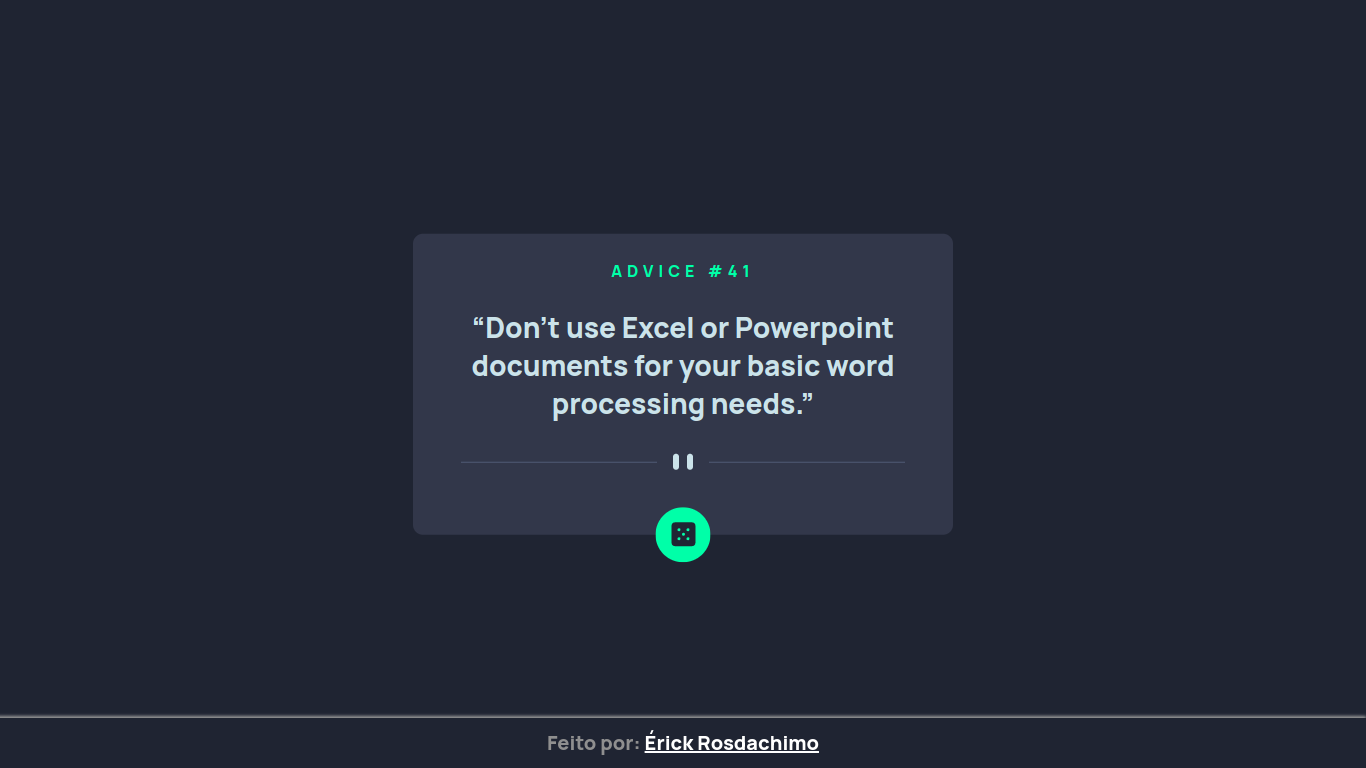 ADVICE #41
“Don’t use Excel or Powerpoint
documents for your basic word
processing needs.”
Feito por: Érick Rosdachimo